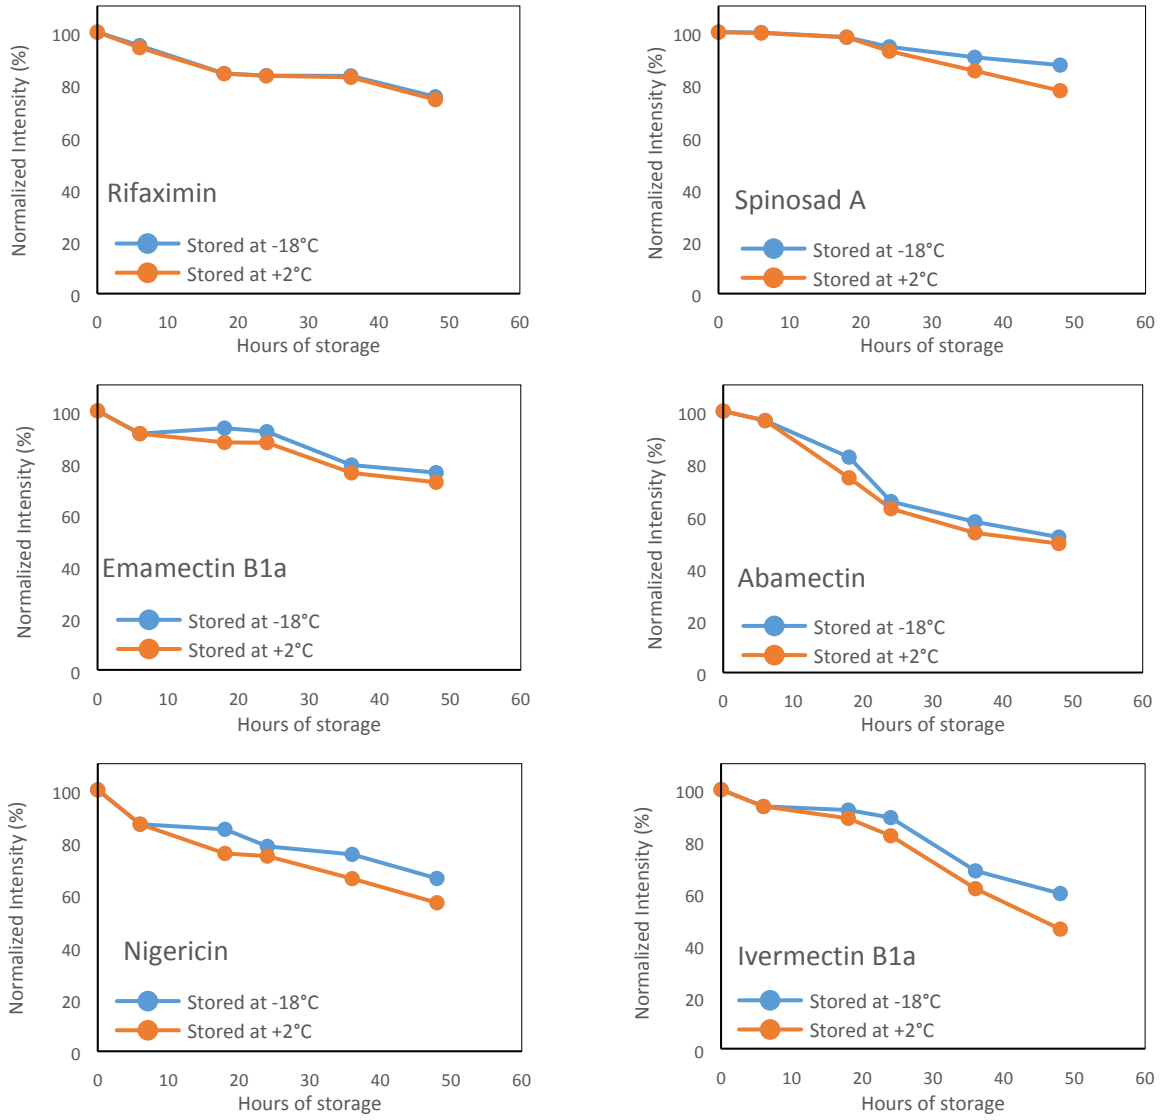 Normalized Intensity (%)
100
80
60
40
20
0
Rifaximin
Stored at -18°C
Stored at +2°C
0 10 20 30 40 50 60
Hours of storage
Normalized Intensity (%)
100
80
60
40
20
0
Spinosad A
Stored at -18°C
Stored at +2°C
0 10 20 30 40 50 60
Hours of storage
Normalized Intensity (%)
100
80
60
40
20
0
Emamectin B1a
Stored at -18°C
Stored at +2°C
0 10 20 30 40 50 60
Hours of storage
Normalized Intensity (%)
100
80
60
40
20
0
Abamectin
Stored at -18°C
Stored at +2°C
0 10 20 30 40 50 60
Hours of storage
Normalized Intensity (%)
100
80
60
40
20
0
Nigericin
Stored at -18°C
Stored at +2°C
0 10 20 30 40 50 60
Hours of storage
Normalized Intensity (%)
100
80
60
40
20
0
Ivermectin B1a
Stored at -18°C
Stored at +2°C
0 10 20 30 40 50 60
Hours of storage